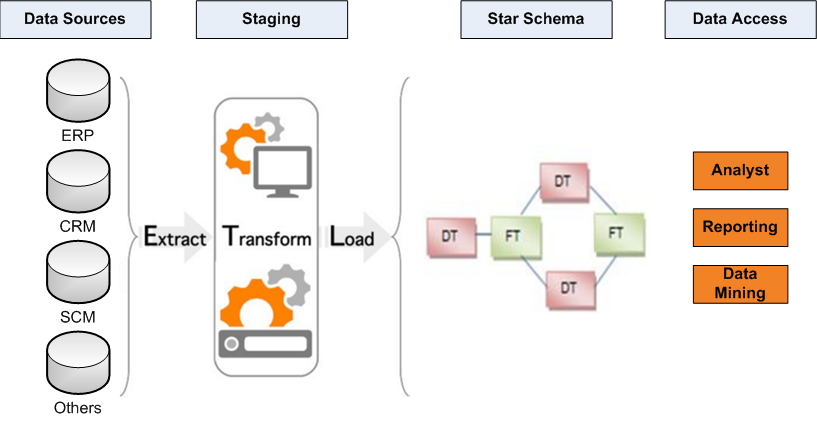 Data Sources
Staging
Star Schema
Data Access
ERP
CRM
SCM
Others
Extract
Transform
Load
DT
DT
FT
FT
DT
Analyst
Reporting
Data
Mining